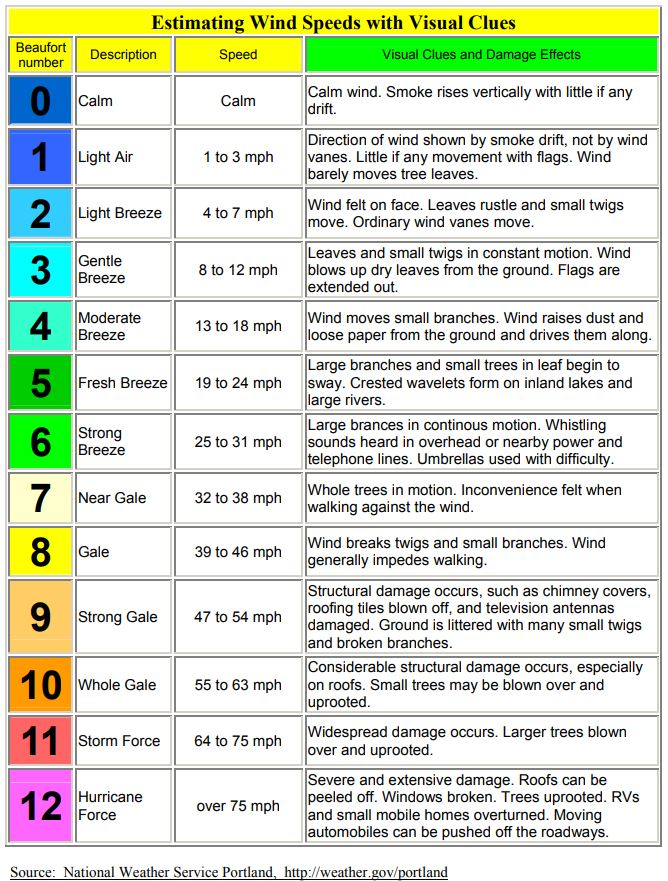 Estimating Wind Speeds with Visual Clues
Beaufort
number
Description
Speed
Visual Clues and Damage Effects
0
Calm
Calm
Calm wind. Smoke rises vertically with little if any
drift.
1
Light Air
1 to 3 mph
Direction of wind shown by smoke drift, not by wind
vanes. Little if any movement with flags. Wind
barely moves tree leaves.
2
Light Breeze
4 to 7 mph
Wind felt on face. Leaves rustle and small twigs
move. Ordinary wind vanes move.
3
Gentle
Breeze
8 to 12 mph
Leaves and small twigs in constant motion. Wind
blows up dry leaves from the ground. Flags are
extended out.
4
Moderate
Breeze
13 to 18 mph
Wind moves small branches. Wind raises dust and
loose paper from the ground and drives them along.
5
Fresh Breeze
19 to 24 mph
Large branches and small trees in leaf begin to
sway. Crested wavelets form on inland lakes and
large rivers.
6
Strong
Breeze
25 to 31 mph
Large brances in continous motion. Whistling
sounds heard in overhead or nearby power and
telephone lines. Umbrellas used with difficulty.
7
Near Gale
32 to 38 mph
Whole trees in motion. Inconvenience felt when
walking against the wind.
8
Gale
39 to 46 mph
Wind breaks twigs and small branches. Wind
generally impedes walking.
9
Strong Gale
47 to 54 mph
Structural damage occurs, such as chimney covers,
roofing tiles blown off, and television antennas
damaged. Ground is littered with many small twigs
and broken branches.
10
Whole Gale
55 to 63 mph
Considerable structural damage occurs, especially
on roofs. Small trees may be blown over and
uprooted.
11
Storm Force
64 to 75 mph
Widespread damage occurs. Larger trees blown
over and uprooted.
12
Hurricane
Force
over 75 mph
Severe and extensive damage. Roofs can be
peeled off. Windows broken. Trees uprooted. RVs
and small mobile homes overturned. Moving
automobiles can be pushed off the roadways.
Source: National Weather Service Portland, http://weather.gov/portland